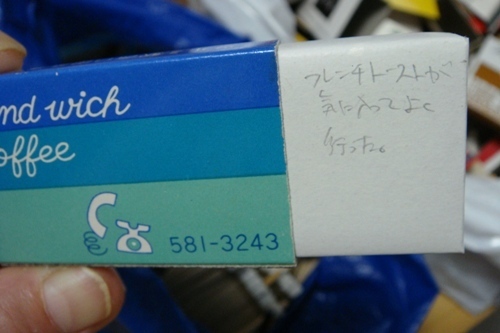 nd wich
offee
581-3243
フレンチトーストが
気に入ってよく
行った。